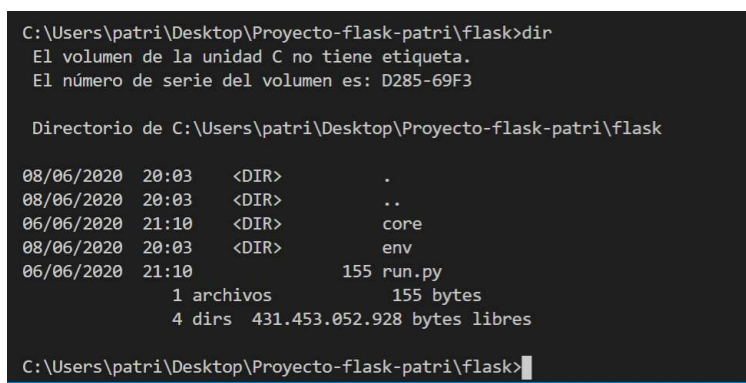 C:\Users\patri\Desktop\Proyecto-flask-patri\flask>dir
El volumen de la unidad C no tiene etiqueta.
El número de serie del volumen es: D285-69F3
Directorio de C:\Users\patri\Desktop\Proyecto-flask-patri\flask
08/06/2020  20:03    <DIR>          .
08/06/2020  20:03    <DIR>          ..
06/06/2020  21:10    <DIR>          core
08/06/2020  20:03    <DIR>          env
06/06/2020  21:10               155 run.py
1 archivos            155 bytes
4 dirs  431.453.052.928 bytes libres
C:\Users\patri\Desktop\Proyecto-flask-patri\flask>